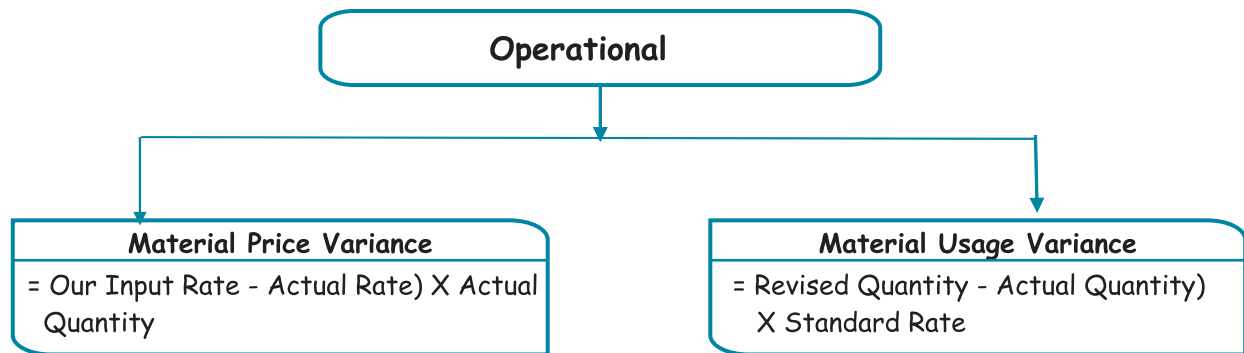 Operational
Material Price Variance
= Our Input Rate - Actual Rate) X Actual
Quantity
Material Usage Variance
= Revised Quantity - Actual Quantity)
X Standard Rate